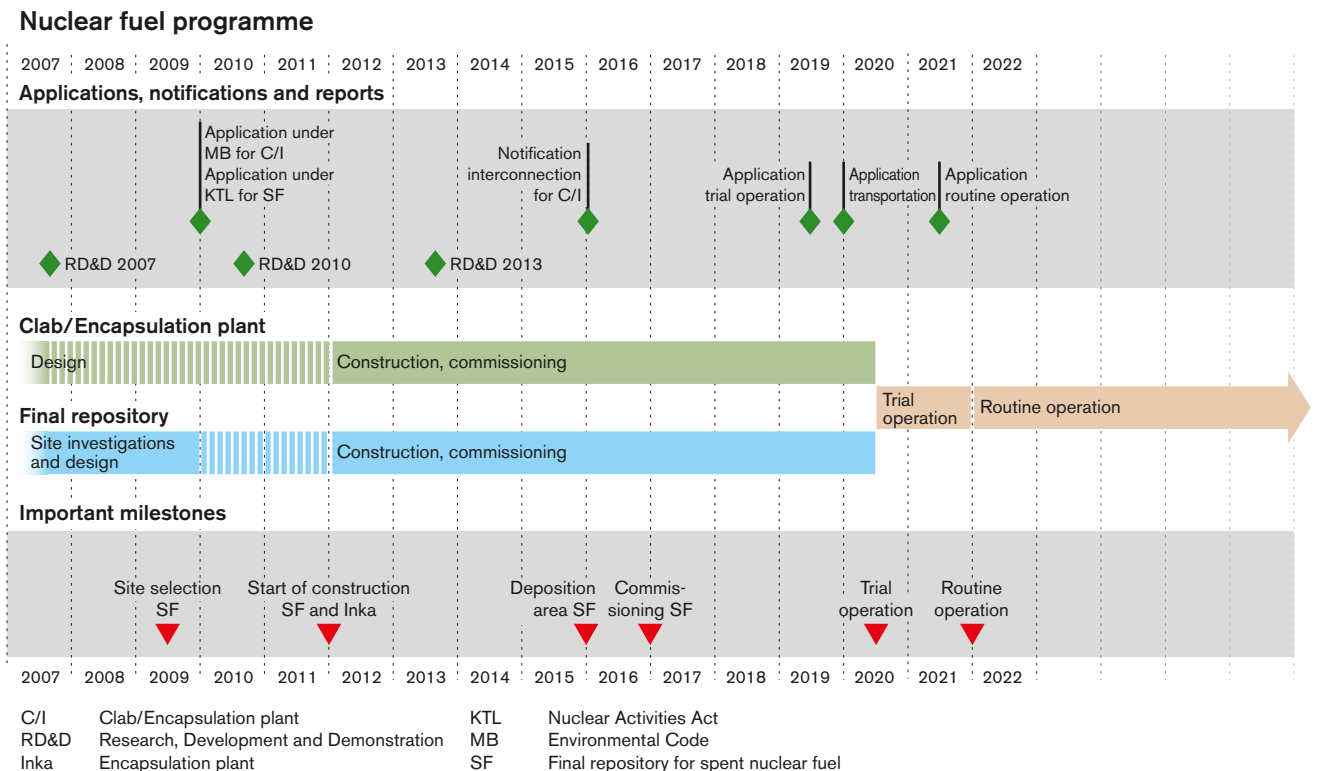 Nuclear fuel programme
2007 2008 2009 2010 2011 2012 2013 2014 2015 2016 2017 2018 2019 2020 2021 2022
Applications, notifications and reports
Application under
MB for C/I
Application under
KTL for SF
Notification
interconnection
for C/I
Application
trial operation
Application
transportation
Application
routine operation
RD&D 2007
RD&D 2010
RD&D 2013
Clab/Encapsulation plant
Design
Construction, commissioning
Trial
operation
Routine operation
Final repository
Site investigations
and design
Construction, commissioning
Important milestones
Site selection
SF
Start of construction
SF and Inka
Deposition
area SF
Commis-
sioning SF
Trial
operation
Routine
operation
2007 2008 2009 2010 2011 2012 2013 2014 2015 2016 2017 2018 2019 2020 2021 2022
C/I Clab/Encapsulation plant
RD&D Research, Development and Demonstration
Inka Encapsulation plant
KTL Nuclear Activities Act
MB Environmental Code
SF Final repository for spent nuclear fuel